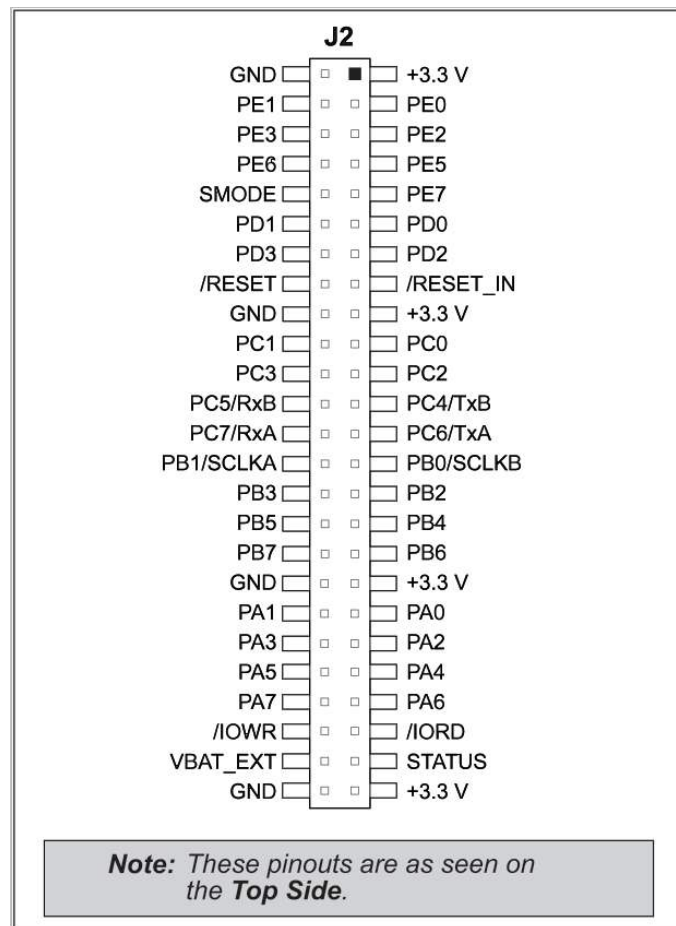 J2
GND +3.3 V
PE1 PE0
PE3 PE2
PE6 PE5
SMODE PE7
PD1 PD0
PD3 PD2
/RESET /RESET_IN
GND +3.3 V
PC1 PC0
PC3 PC2
PC5/RxB PC4/TxB
PC7/RxA PC6/TxA
PB1/SCLKA PB0/SCLKB
PB3 PB2
PB5 PB4
PB7 PB6
GND +3.3 V
PA1 PA0
PA3 PA2
PA5 PA4
PA7 PA6
/IOWR /IORD
VBAT_EXT STATUS
GND +3.3 V
Note: These pinouts are as seen on
the Top Side.